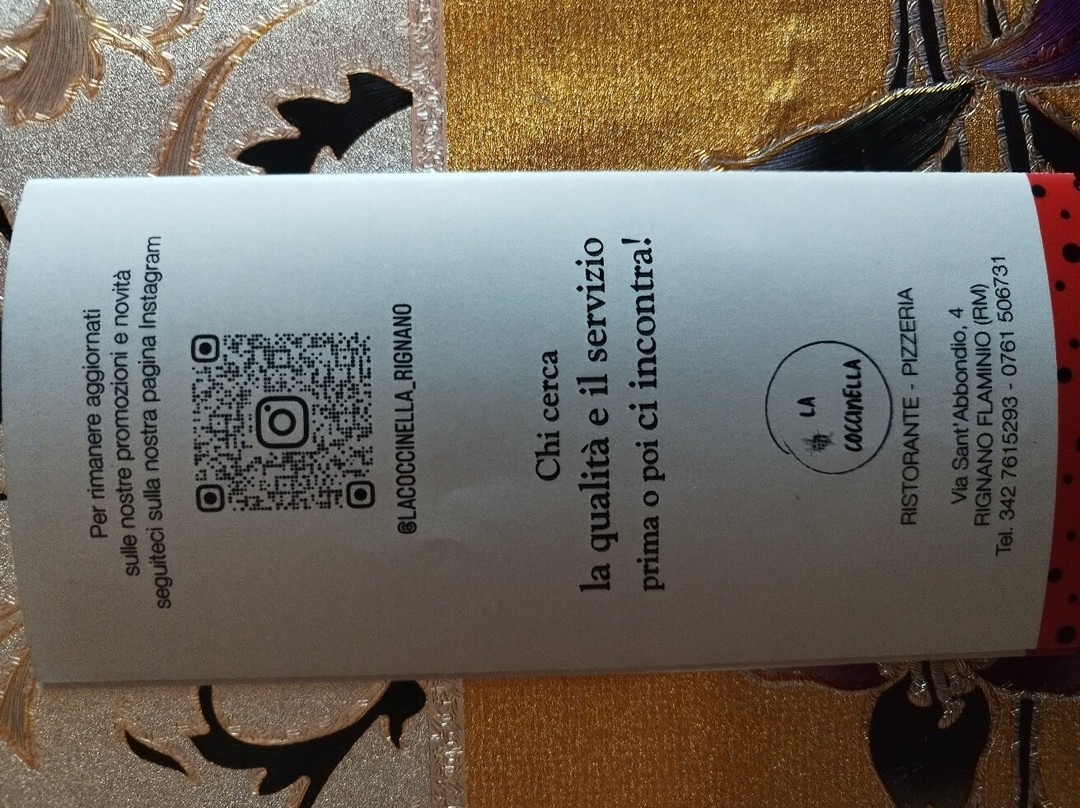 Per rimanere aggiornati
sulle nostre promozioni e novità
seguiteci sulla nostra pagina Instagram
@LACOCCINELLA_RIGNANO
Chi cerca
la qualità e il servizio
prima o poi ci incontra!
LA
COCCINELLA
RISTORANTE - PIZZERIA
Via Sant'Abbondio, 4
RIGNANO FLAMINIO (RM)
Tel. 342 7615293 - 0761 506731